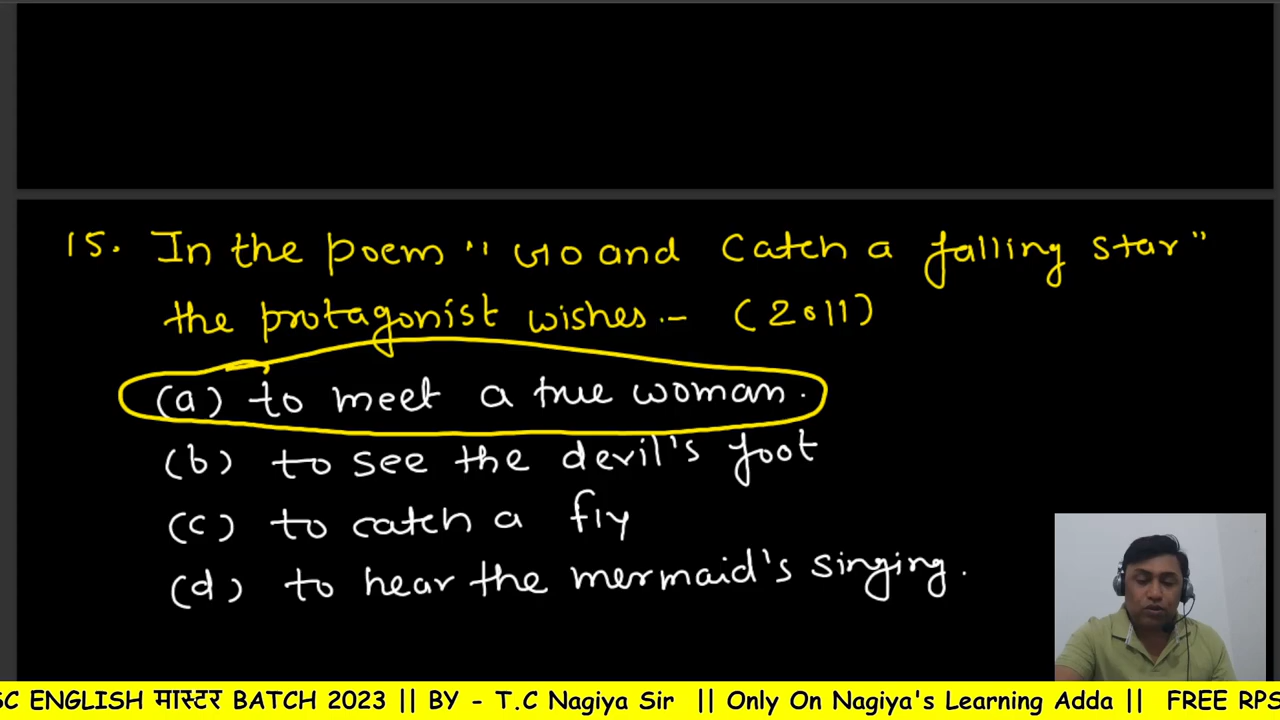 15. In the poem "Go and Catch a falling star"
the protagonist wishes.- (2011)
(a) to meet a true woman.
(b) to see the devil's foot
(c) to catch a fly
(d) to hear the mermaid's singing.
SC ENGLISH मास्टर BATCH 2023 || BY - T.C Nagiya Sir || Only On Nagiya's Learning Adda || FREE RPS